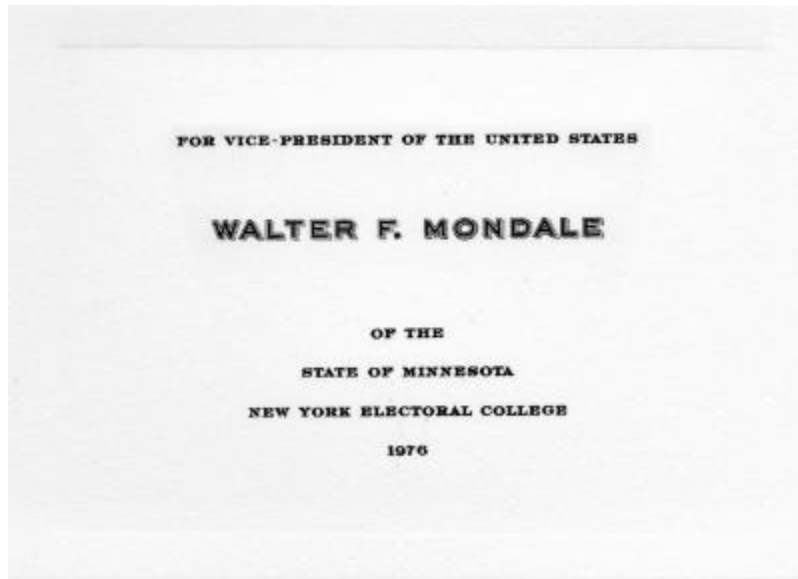 FOR VICE-PRESIDENT OF THE UNITED STATES
WALTER F. MONDALE
OF THE
STATE OF MINNESOTA
NEW YORK ELECTORAL COLLEGE
1976